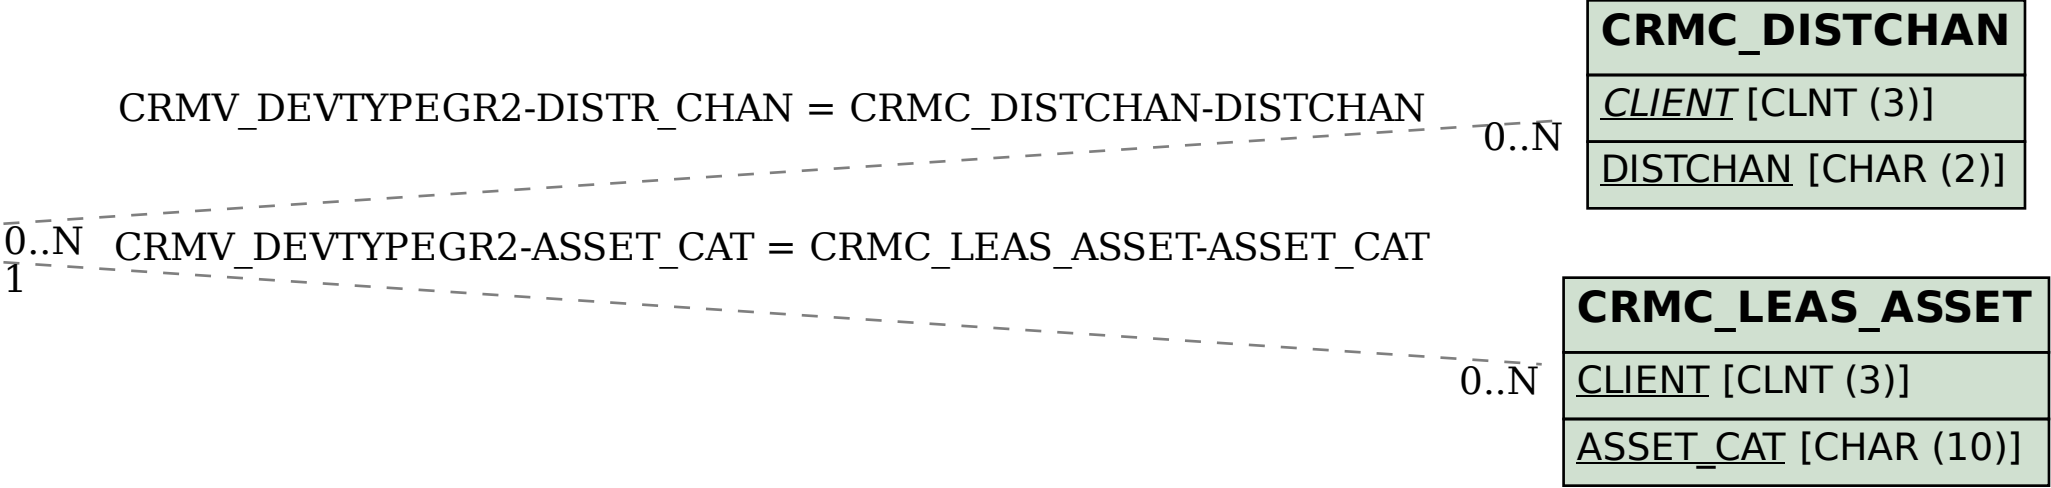 CRMC_DISTCHAN
CLIENT [CLNT (3)]
DISTCHAN [CHAR (2)]
CRMV_DEVTYPEGR2-DISTR_CHAN = CRMC_DISTCHAN-DISTCHAN
0..N
0..N
CRMV_DEVTYPEGR2-ASSET_CAT = CRMC_LEAS_ASSET-ASSET_CAT
1
0..N
CRMC_LEAS_ASSET
CLIENT [CLNT (3)]
ASSET_CAT [CHAR (10)]